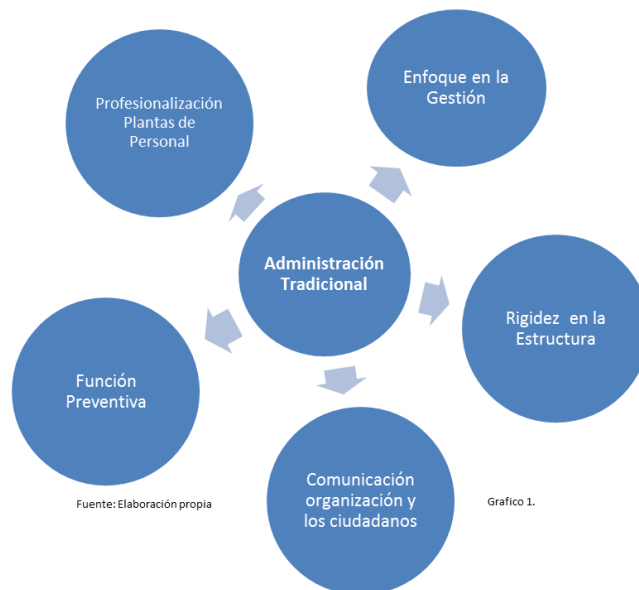 Profesionalización
Plantas de
Personal
Enfoque en la
Gestión
Administración
Tradicional
Rigidez en la
Estructura
Función
Preventiva
Comunicación
organización y
los ciudadanos
Fuente: Elaboración propia
Grafico 1.